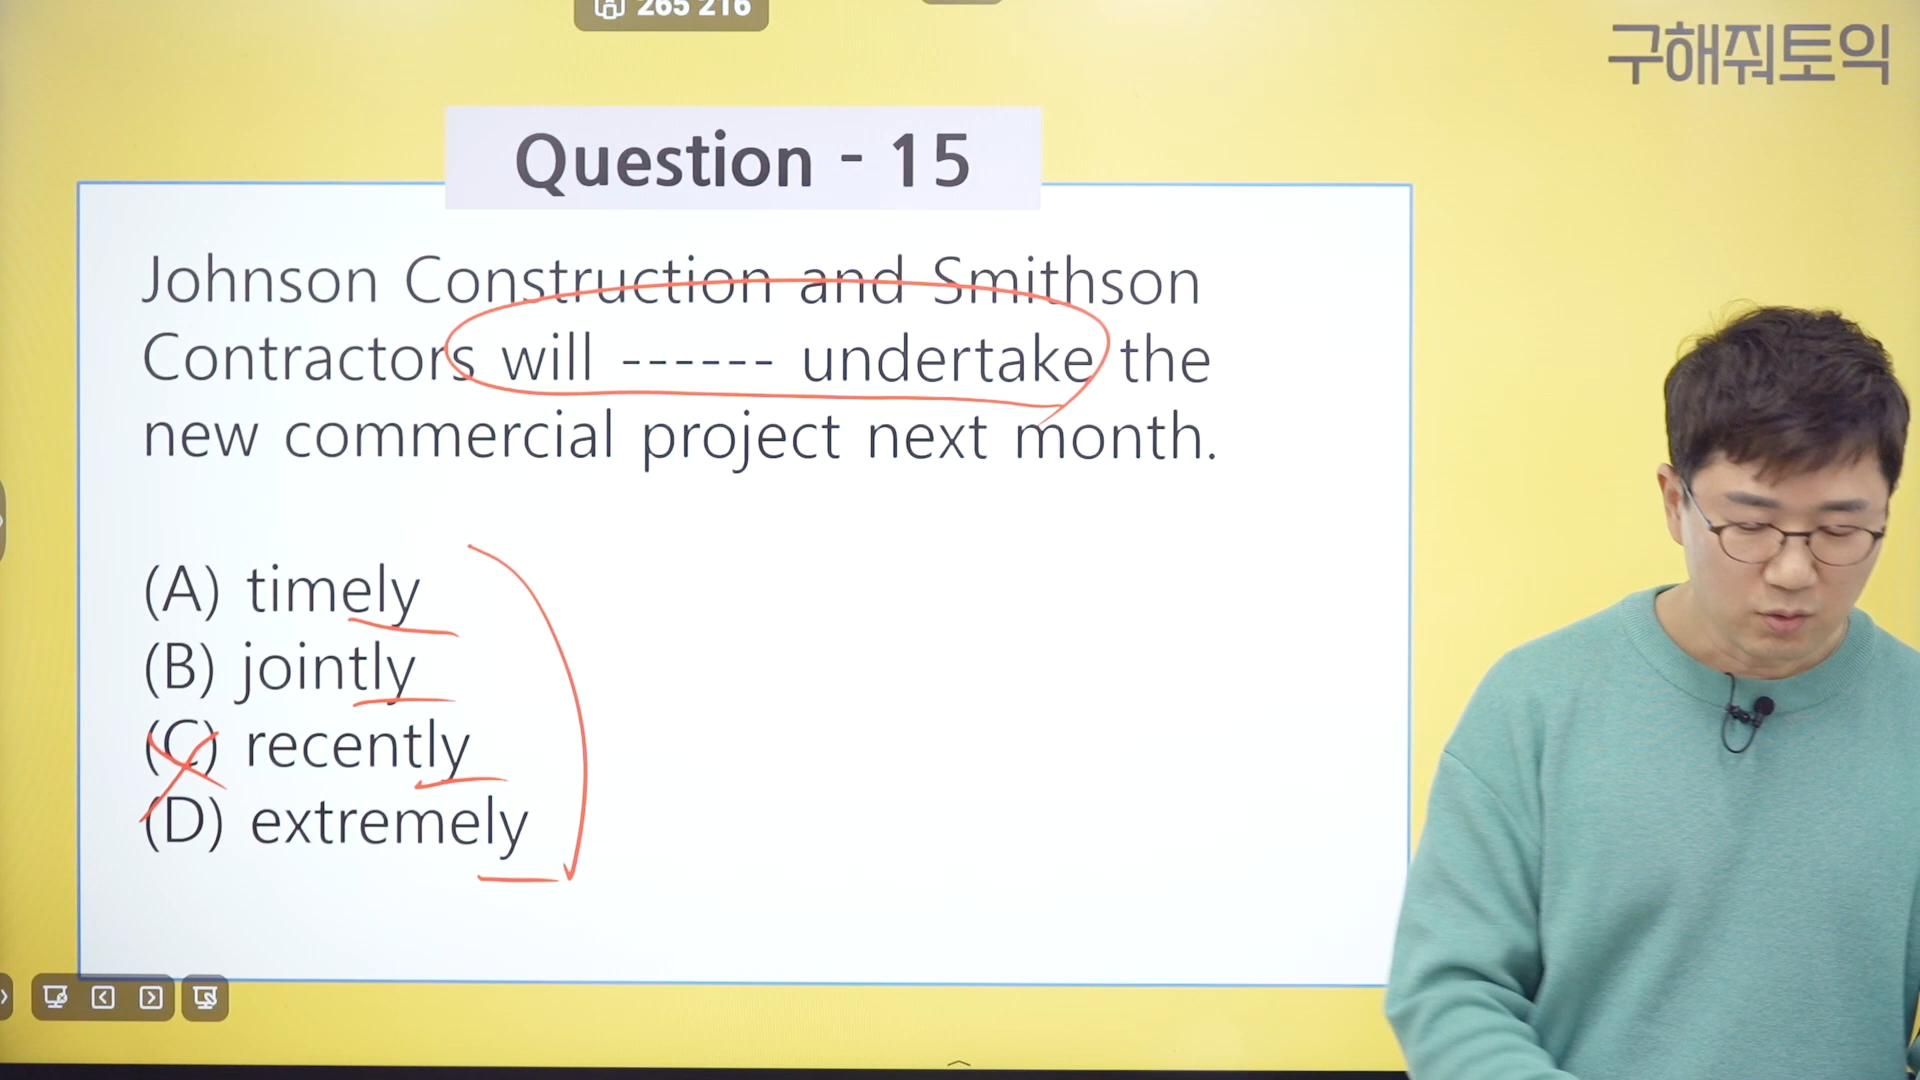 265 216
구해줘토익
Question - 15
Johnson Construction and Smithson
Contractors will ------ undertake the
new commercial project next month.
(A) timely
(B) jointly
(C) recently
(D) extremely